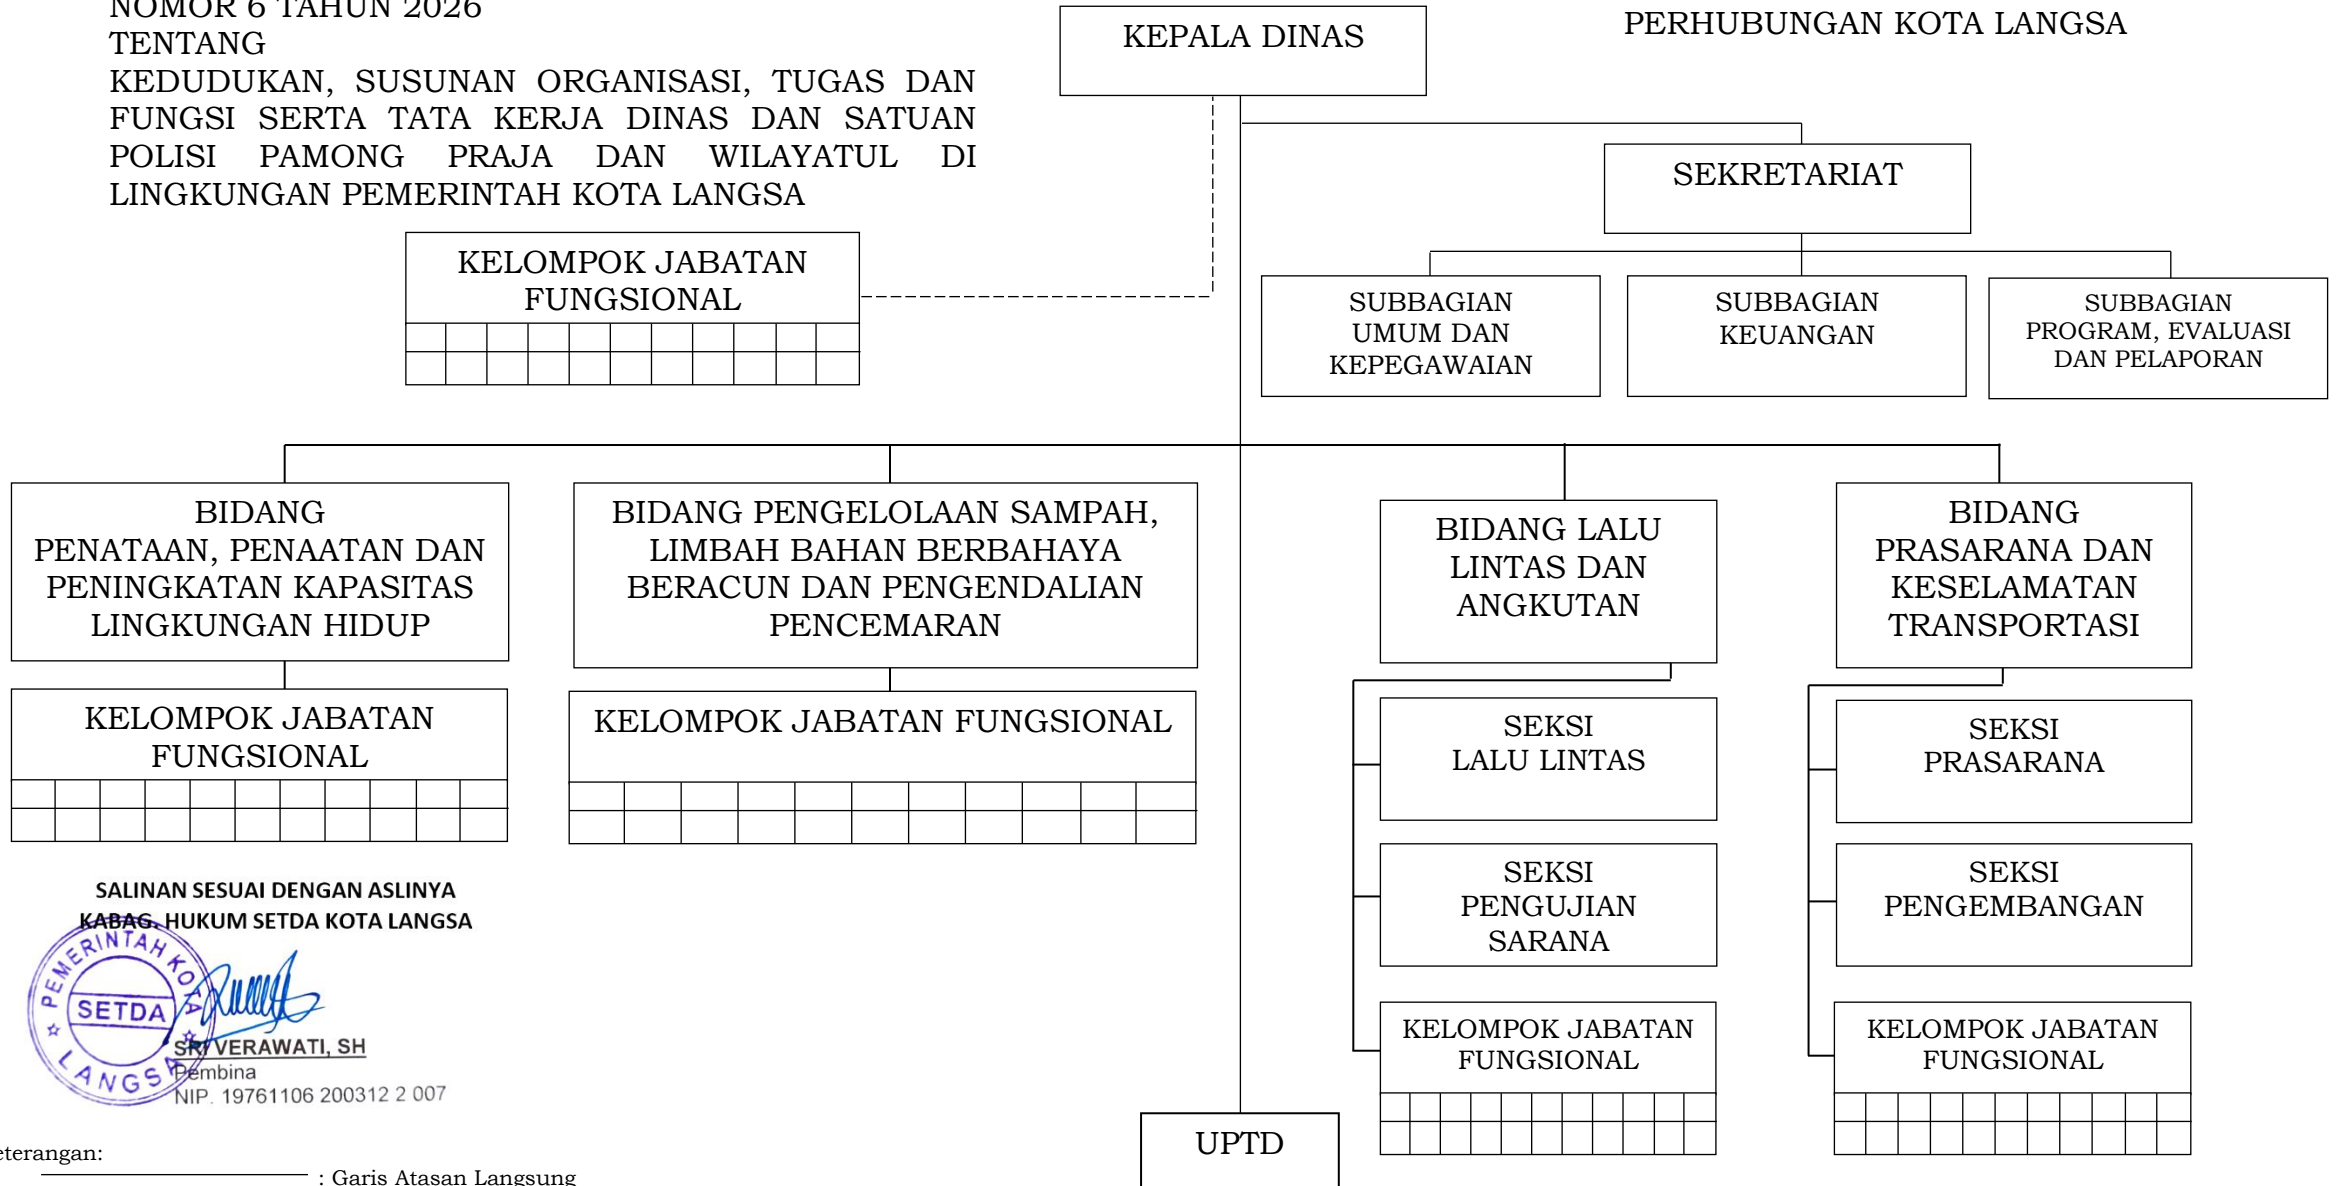 NOMOR 6 TAHUN 2026
TENTANG
KEDUDUKAN, SUSUNAN ORGANISASI, TUGAS DAN
FUNGSI SERTA TATA KERJA DINAS DAN SATUAN
POLISI PAMONG PRAJA DAN WILAYATUL DI
LINGKUNGAN PEMERINTAH KOTA LANGSA
PERHUBUNGAN KOTA LANGSA
KEPALA DINAS
SEKRETARIAT
KELOMPOK JABATAN
FUNGSIONAL
SUBBAGIAN
UMUM DAN
KEPEGAWAIAN
SUBBAGIAN
KEUANGAN
SUBBAGIAN
PROGRAM, EVALUASI
DAN PELAPORAN
BIDANG
PENATAAN, PENAATAN DAN
PENINGKATAN KAPASITAS
LINGKUNGAN HIDUP
BIDANG PENGELOLAAN SAMPAH,
LIMBAH BAHAN BERBAHAYA
BERACUN DAN PENGENDALIAN
PENCEMARAN
BIDANG LALU
LINTAS DAN
ANGKUTAN
BIDANG
PRASARANA DAN
KESELAMATAN
TRANSPORTASI
KELOMPOK JABATAN
FUNGSIONAL
KELOMPOK JABATAN FUNGSIONAL
SEKSI
LALU LINTAS
SEKSI
PRASARANA
SEKSI
PENGUJIAN
SARANA
SEKSI
PENGEMBANGAN
KELOMPOK JABATAN
FUNGSIONAL
KELOMPOK JABATAN
FUNGSIONAL
UPTD
SALINAN SESUAI DENGAN ASLINYA
KABAG. HUKUM SETDA KOTA LANGSA
PEMERINTAH KOTA
SETDA
LANGSA
SRI VERAWATI, SH
Pembina
NIP. 19761106 200312 2 007
eterangan:
: Garis Atasan Langsung